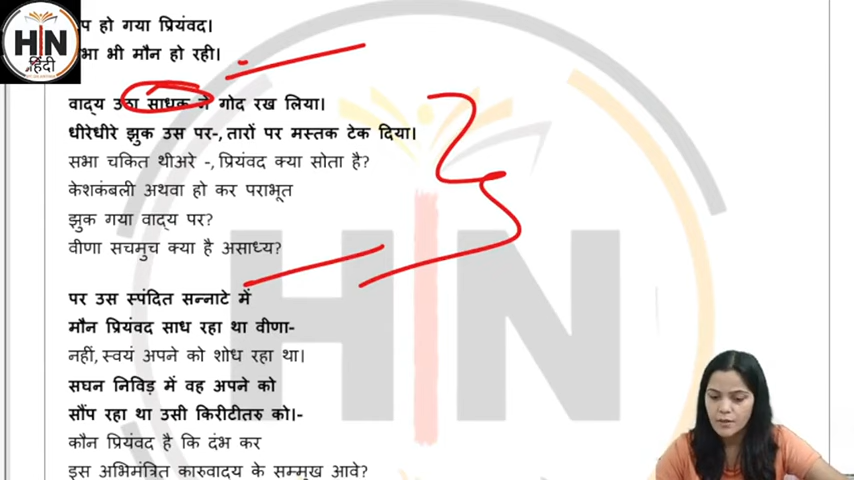 प हो गया प्रियंवद।
HIN
हिंदी
भा भी मौन हो रही।
वाद्य उठा साधक ने गोद रख लिया।
धीरेधीरे झुक उस पर-, तारों पर मस्तक टेक दिया।
सभा चकित थीअरे -, प्रियंवद क्या सोता है?
केशकंबली अथवा हो कर पराभूत
झुक गया वाद्य पर?
वीणा सचमुच क्या है असाध्य?
पर उस स्पंदित सन्नाटे में
मौन प्रियंवद साध रहा था वीणा-
नहीं, स्वयं अपने को शोध रहा था।
सघन निविड़ में वह अपने को
सौंप रहा था उसी किरीटीतरु को।-
कौन प्रियंवद है कि दंभ कर
इस अभिमंत्रित कारुवाद्य के सम्मुख आवे?
HIN